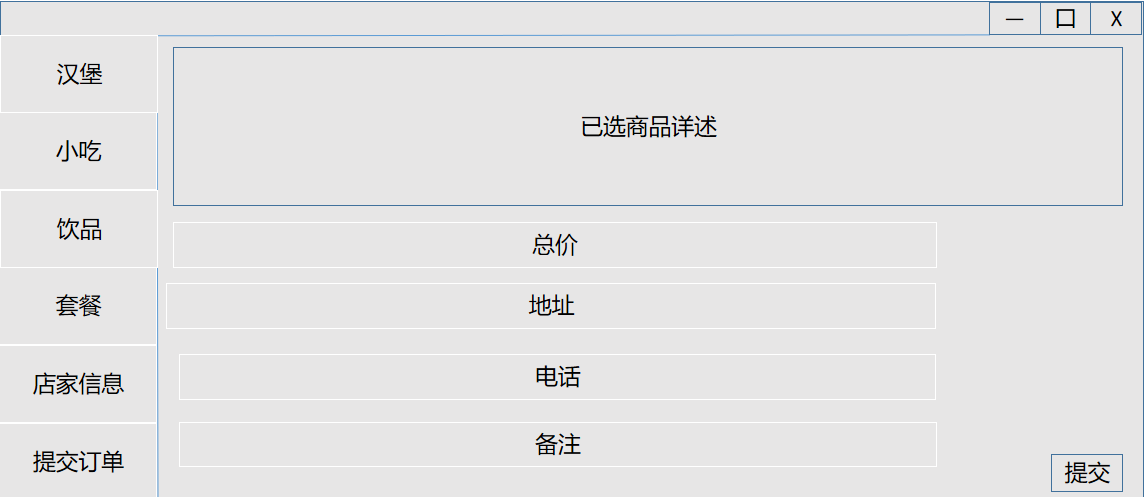 — 口 X
汉堡
小吃
饮品
套餐
店家信息
提交订单
已选商品详述
总价
地址
电话
备注
提交